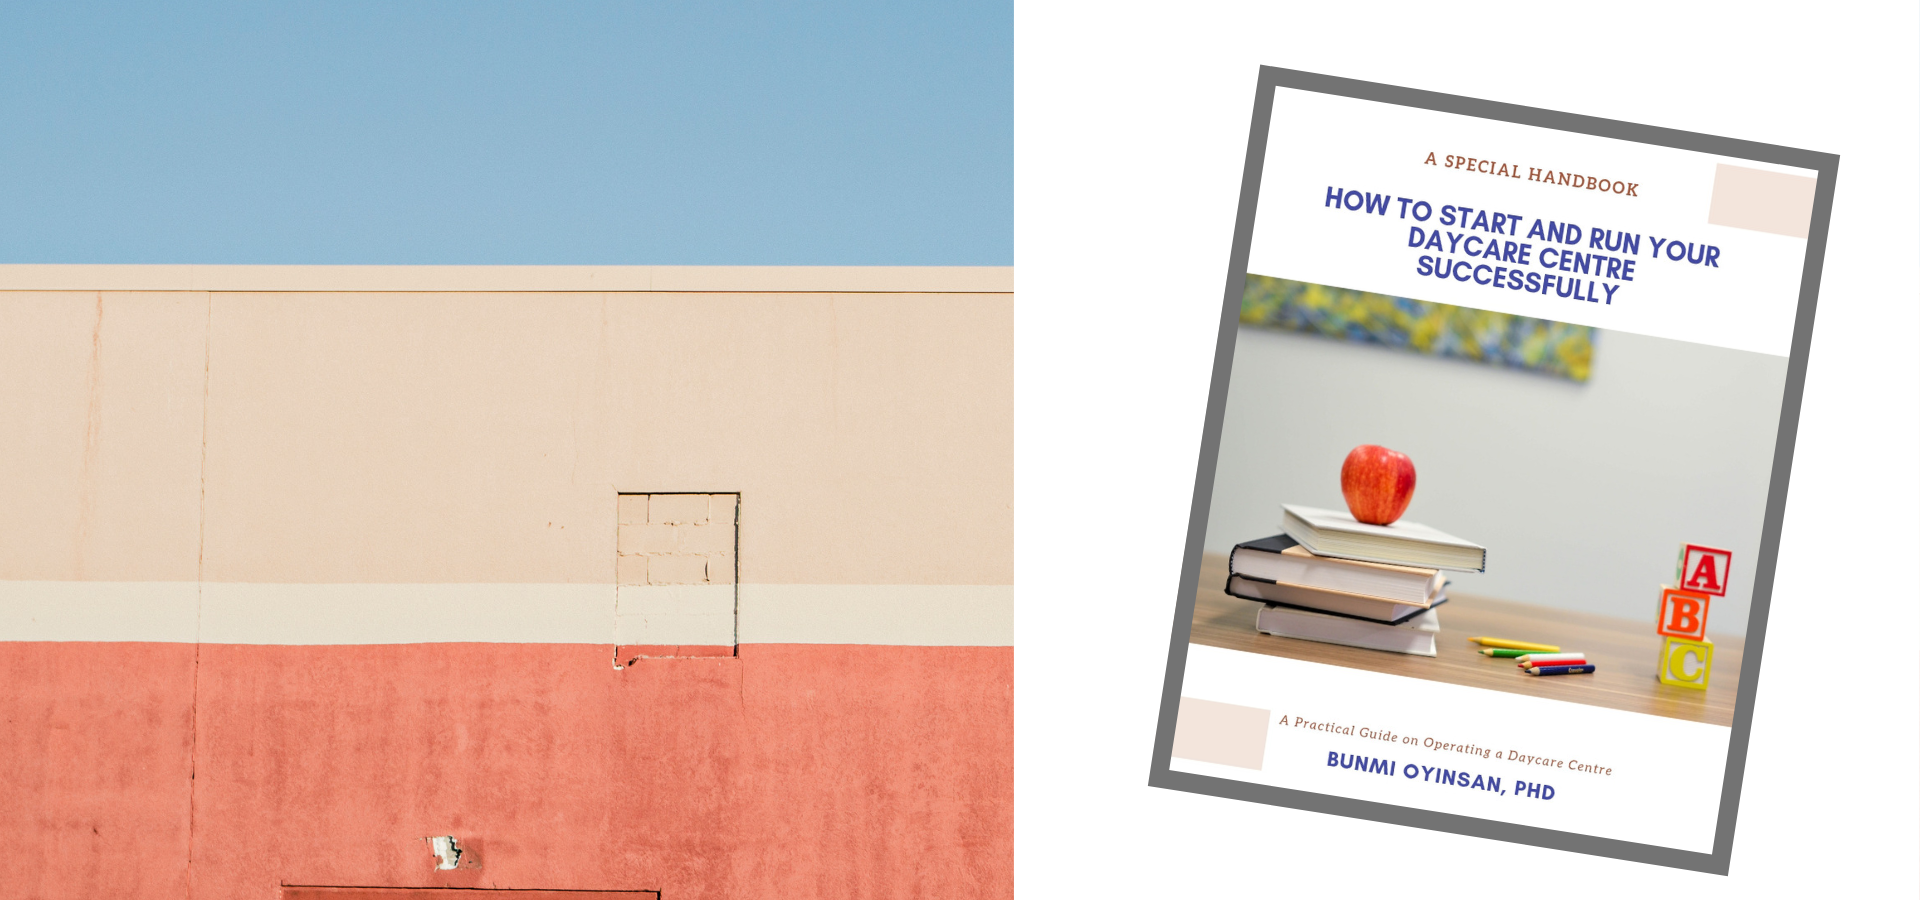 A SPECIAL HANDBOOK
HOW TO START AND RUN YOUR
DAYCARE CENTRE
SUCCESSFULLY
A
B
C
A Practical Guide on Operating a Daycare Centre
BUNMI OYINSAN, PHD